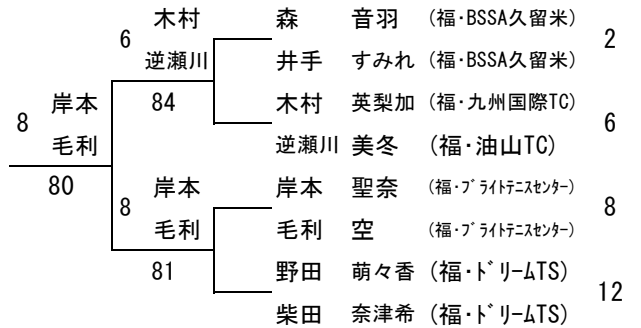 木村 森 音羽 (福・BSSA久留米)
6 2
逆瀬川 井手 すみれ (福・BSSA久留米)
岸本 84 木村 英梨加 (福・九州国際TC)
8 6
毛利 逆瀬川 美冬 (福・油山TC)
80 岸本 岸本 聖奈 (福・ブライトテニスセンター)
8 8
毛利 毛利 空 (福・ブライトテニスセンター)
81 野田 萌々香 (福・ドリームTS)
12
柴田 奈津希 (福・ドリームTS)